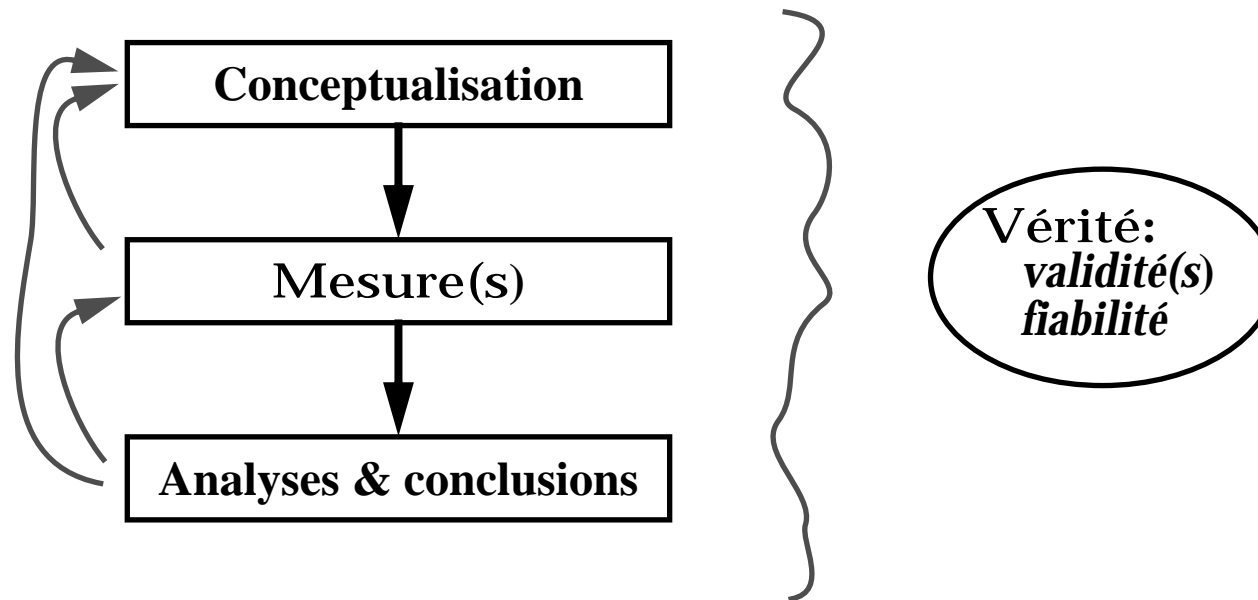 Conceptualisation
Mesure(s)
Analyses & conclusions
Vérité:
validité(s)
fiabilité